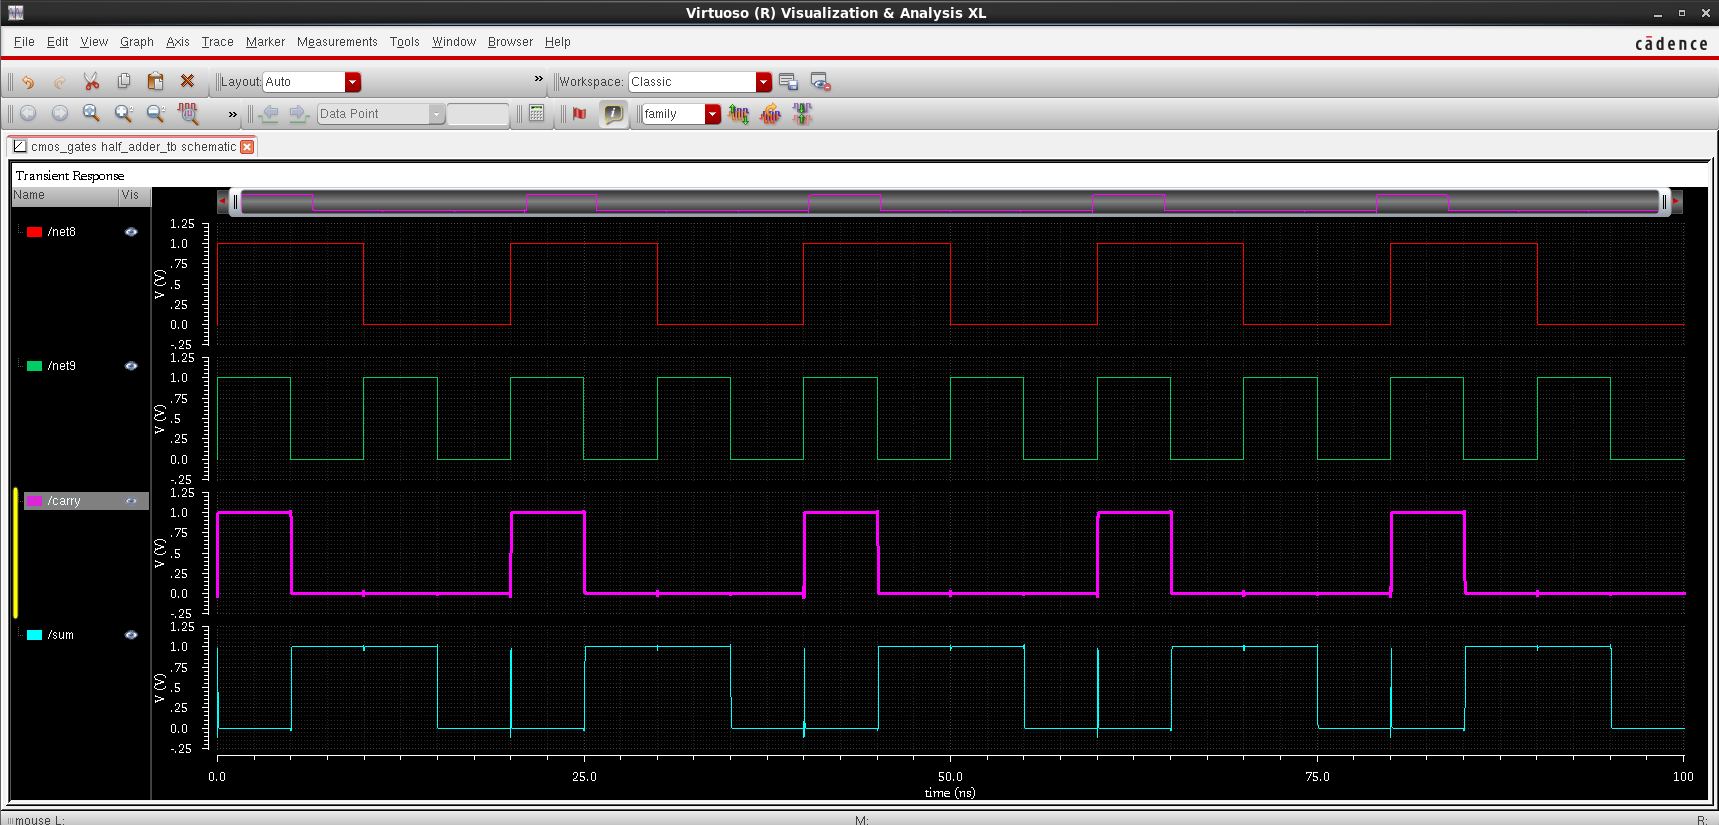 Virtuoso (R) Visualization & Analysis XL
File Edit View Graph Axis Trace Marker Measurements Tools Window Browser Help
cādence
Layout: Auto » Workspace: Classic
» Data Point family
cmos_gates half_adder_tb schematic
Transient Response
Name Vis
/net8
1.25
1.0
.75
.5
.25
0.0
-.25
V (V)
/net9
1.25
1.0
.75
.5
.25
0.0
-.25
V (V)
/carry
1.25
1.0
.75
.5
.25
0.0
-.25
V (V)
/sum
1.25
1.0
.75
.5
.25
0.0
-.25
V (V)
0.0 25.0 50.0 75.0 100
time (ns)
mouse L: M: R: